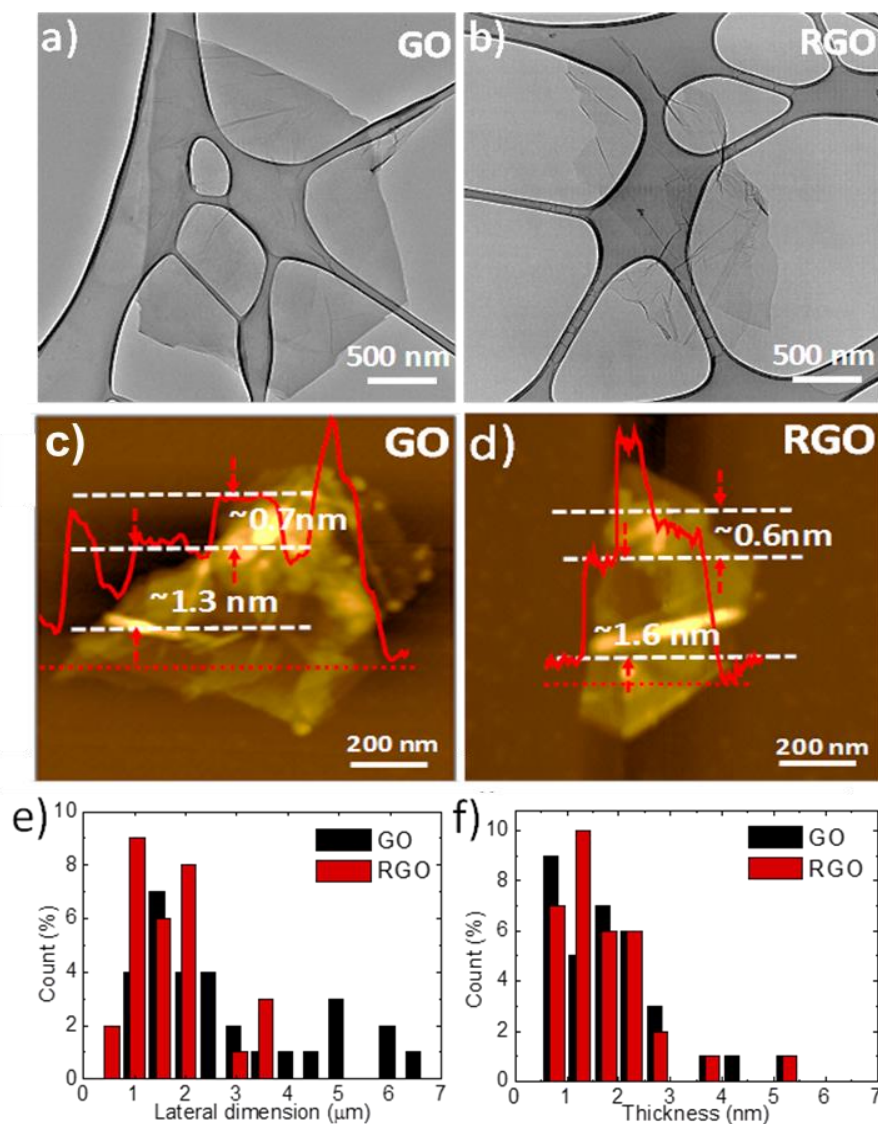 a) GO
500 nm
b) RGO
500 nm
c) GO
~0.7nm
~1.3 nm
200 nm
d) RGO
~0.6nm
~1.6 nm
200 nm
e)
GO
RGO
10
8
6
4
2
0
Count (%)
0 1 2 3 4 5 6 7
Lateral dimension (μm)
f)
GO
RGO
10
8
6
4
2
0
Count (%)
0 1 2 3 4 5 6 7
Thickness (nm)